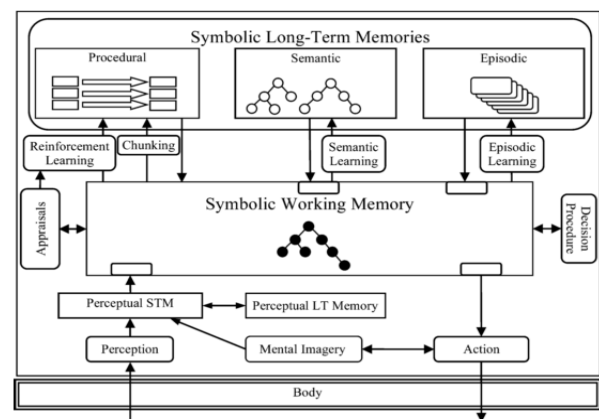 Symbolic Long-Term Memories
Procedural
Semantic
Episodic
Reinforcement
Learning
Chunking
Semantic
Learning
Episodic
Learning
Appraisals
Symbolic Working Memory
Decision
Procedure
Perceptual STM
Perceptual LT Memory
Perception
Mental Imagery
Action
Body